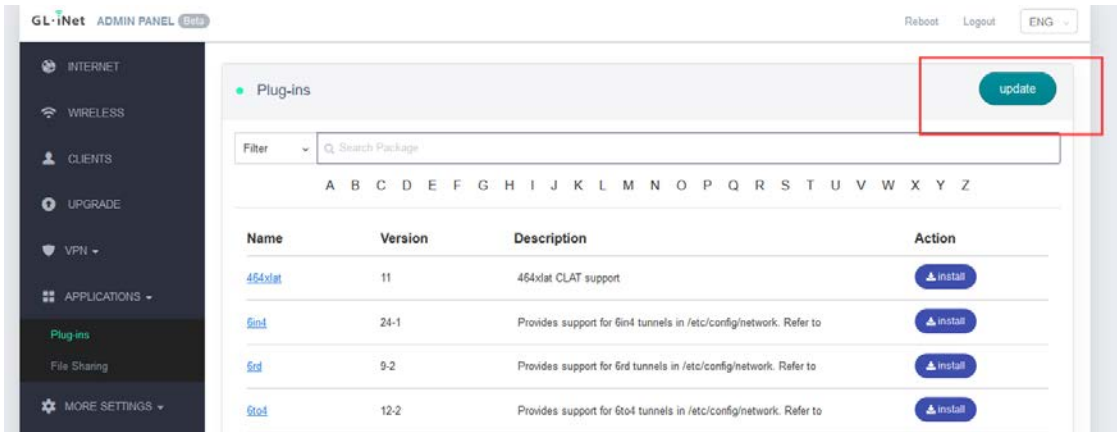 GL·iNet ADMIN PANEL Beta Reboot Logout ENG
INTERNET
WIRELESS
CLIENTS
UPGRADE
VPN
APPLICATIONS
Plug-ins
File Sharing
MORE SETTINGS
Plug-ins update
Filter Search Package
A B C D E F G H I J K L M N O P Q R S T U V W X Y Z
Name Version Description Action
464xlat 11 464xlat CLAT support install
6in4 24-1 Provides support for 6in4 tunnels in /etc/config/network. Refer to install
6rd 9-2 Provides support for 6rd tunnels in /etc/config/network. Refer to install
6to4 12-2 Provides support for 6to4 tunnels in /etc/config/network. Refer to install